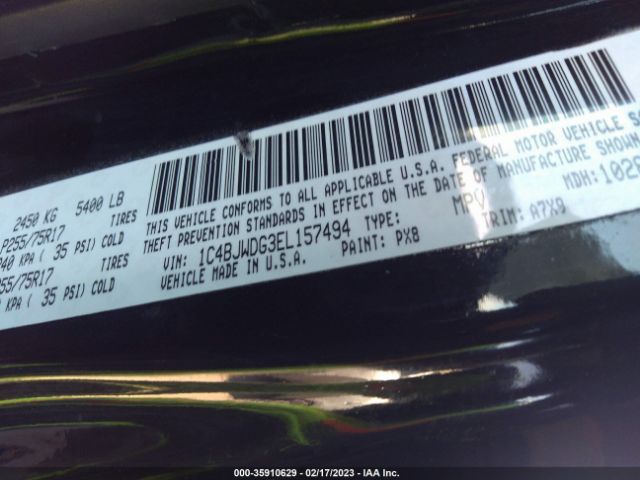 2450 KG 5400 LB
TIRES
P255/75R17
240 KPA ( 35 PSI) COLD
TIRES
255/75R17
KPA ( 35 PSI) COLD
THIS VEHICLE CONFORMS TO ALL APPLICABLE U.S.A. FEDERAL MOTOR VEHICLE
THEFT PREVENTION STANDARDS IN EFFECT ON THE DATE OF MANUFACTURE SHOWN
VIN: 1C4BJWDG3EL157494 TYPE: MPV MDH: 102
VEHICLE MADE IN U.S.A. PAINT: PX8 TRIM: A7X9
000-35910629 - 02/17/2023 - IAA Inc.